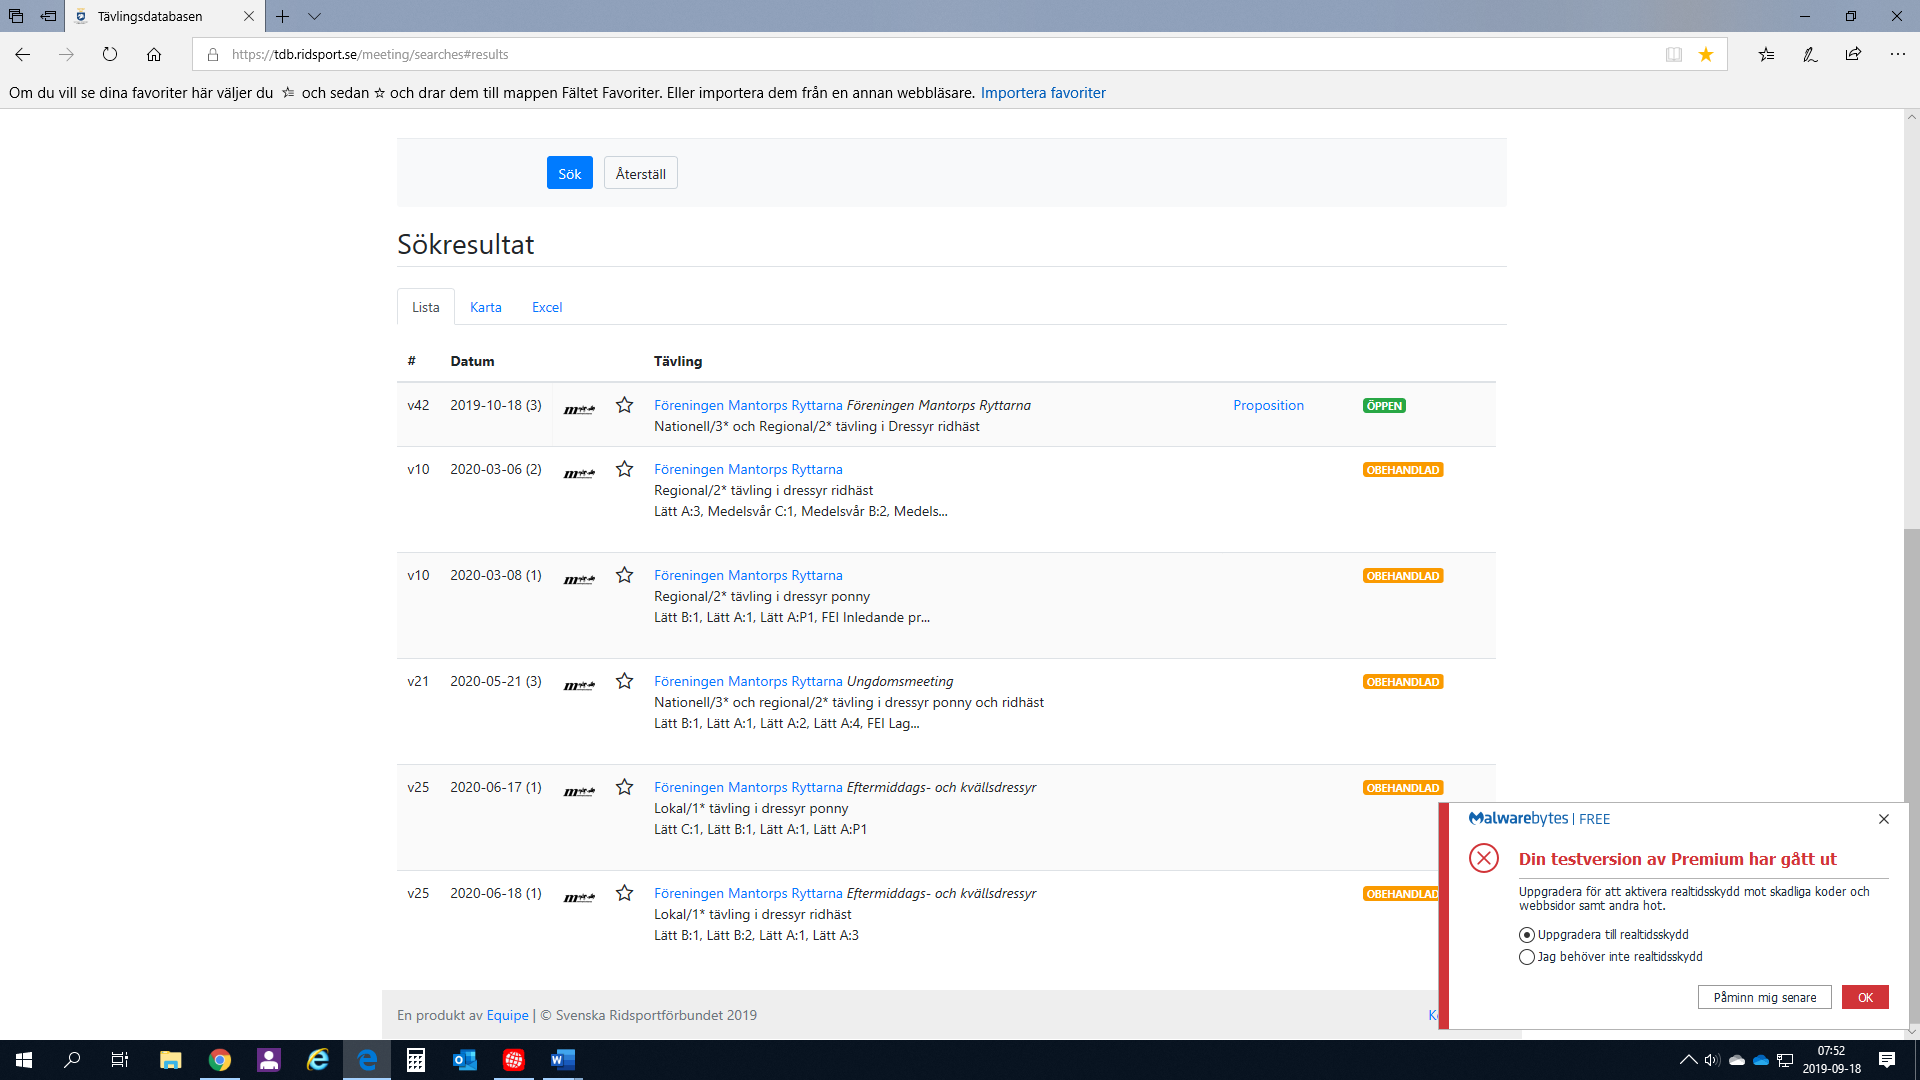 Tävlingsdatabasen
https://tdb.ridsport.se/meeting/searches#results
Om du vill se dina favoriter här väljer du och sedan och drar dem till mappen Fältet Favoriter. Eller importera dem från en annan webbläsare. Importera favoriter
Sök Återställ
Sökresultat
Lista Karta Excel
# Datum Tävling
v42 2019-10-18 (3) Föreningen Mantorps Ryttarna Föreningen Mantorps Ryttarna Proposition ÖPPEN
Nationell/3* och Regional/2* tävling i Dressyr ridhäst
v10 2020-03-06 (2) Föreningen Mantorps Ryttarna OBEHANDLAD
Regional/2* tävling i dressyr ridhäst
Lätt A:3, Medelsvår C:1, Medelsvår B:2, Medels...
v10 2020-03-08 (1) Föreningen Mantorps Ryttarna OBEHANDLAD
Regional/2* tävling i dressyr ponny
Lätt B:1, Lätt A:1, Lätt A:P1, FEI Inledande pr...
v21 2020-05-21 (3) Föreningen Mantorps Ryttarna Ungdomsmeeting OBEHANDLAD
Nationell/3* och regional/2* tävling i dressyr ponny och ridhäst
Lätt B:1, Lätt A:1, Lätt A:2, Lätt A:4, FEI Lag...
v25 2020-06-17 (1) Föreningen Mantorps Ryttarna Eftermiddags- och kvällsdressyr OBEHANDLAD
Lokal/1* tävling i dressyr ponny
Lätt C:1, Lätt B:1, Lätt A:1, Lätt A:P1
v25 2020-06-18 (1) Föreningen Mantorps Ryttarna Eftermiddags- och kvällsdressyr OBEHANDLAD
Lokal/1* tävling i dressyr ridhäst
Lätt B:1, Lätt B:2, Lätt A:1, Lätt A:3
En produkt av Equipe | © Svenska Ridsportförbundet 2019
Malwarebytes | FREE
Din testversion av Premium har gått ut
Uppgradera för att aktivera realtidsskydd mot skadliga koder och
webbsidor samt andra hot.
Uppgradera till realtidsskydd
Jag behöver inte realtidsskydd
Påminn mig senare OK
07:52
2019-09-18